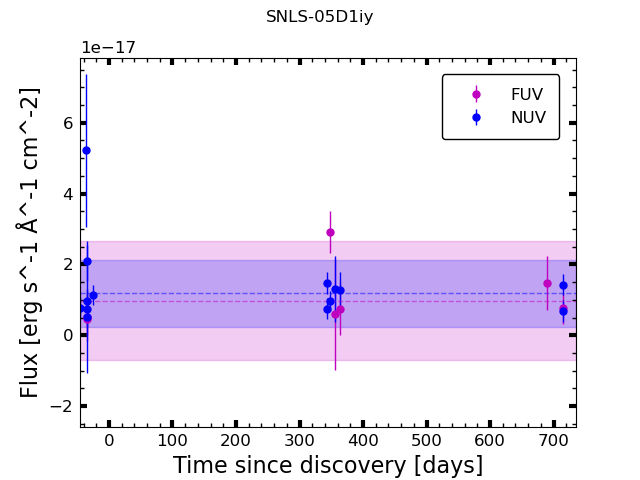 SNLS-05D1iy
1e−17
FUV
NUV
6
4
2
0
−2
0 100 200 300 400 500 600 700
Flux [erg s^-1 Å^-1 cm^-2]
Time since discovery [days]